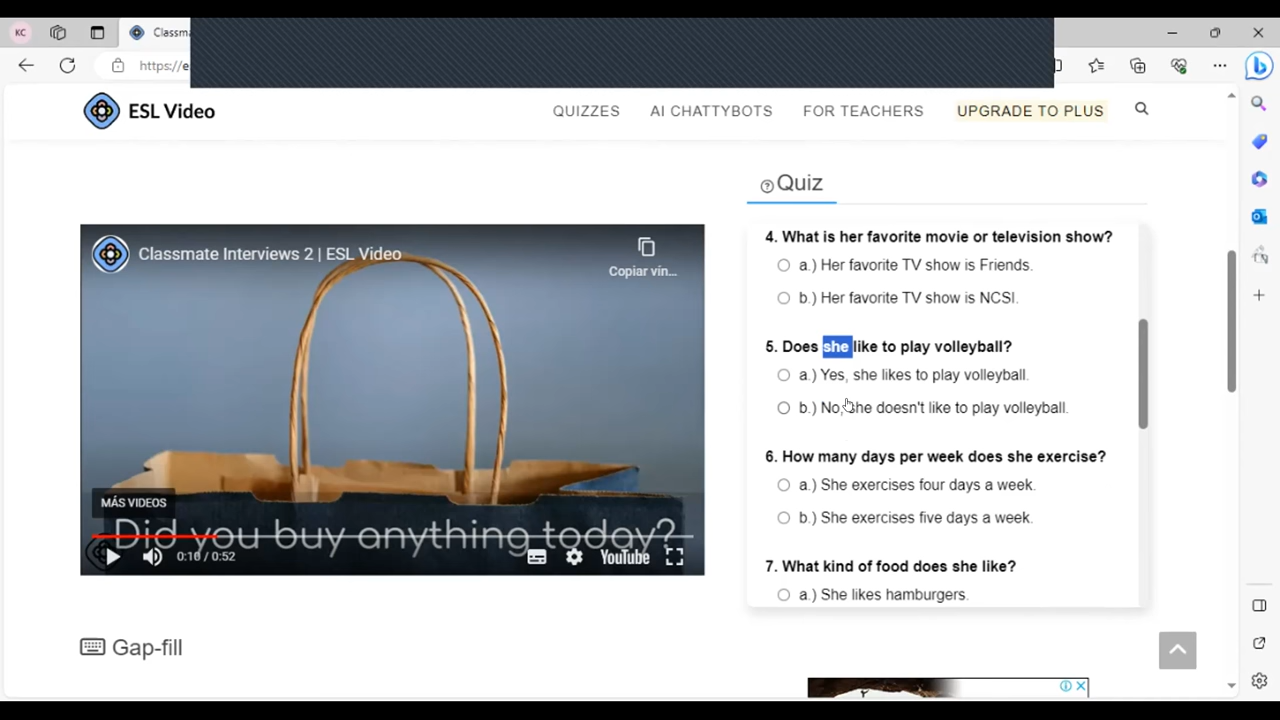 KC
Classm
https://e
ESL Video
QUIZZES
AI CHATTYBOTS
FOR TEACHERS
UPGRADE TO PLUS
Quiz
Classmate Interviews 2 | ESL Video
Copiar vín...
MÁS VIDEOS
Did you buy anything today?
0:10 / 0:52
YouTube
4. What is her favorite movie or television show?
a.) Her favorite TV show is Friends.
b.) Her favorite TV show is NCSI.
5. Does she like to play volleyball?
a.) Yes, she likes to play volleyball.
b.) No, she doesn't like to play volleyball.
6. How many days per week does she exercise?
a.) She exercises four days a week.
b.) She exercises five days a week.
7. What kind of food does she like?
a.) She likes hamburgers.
Gap-fill